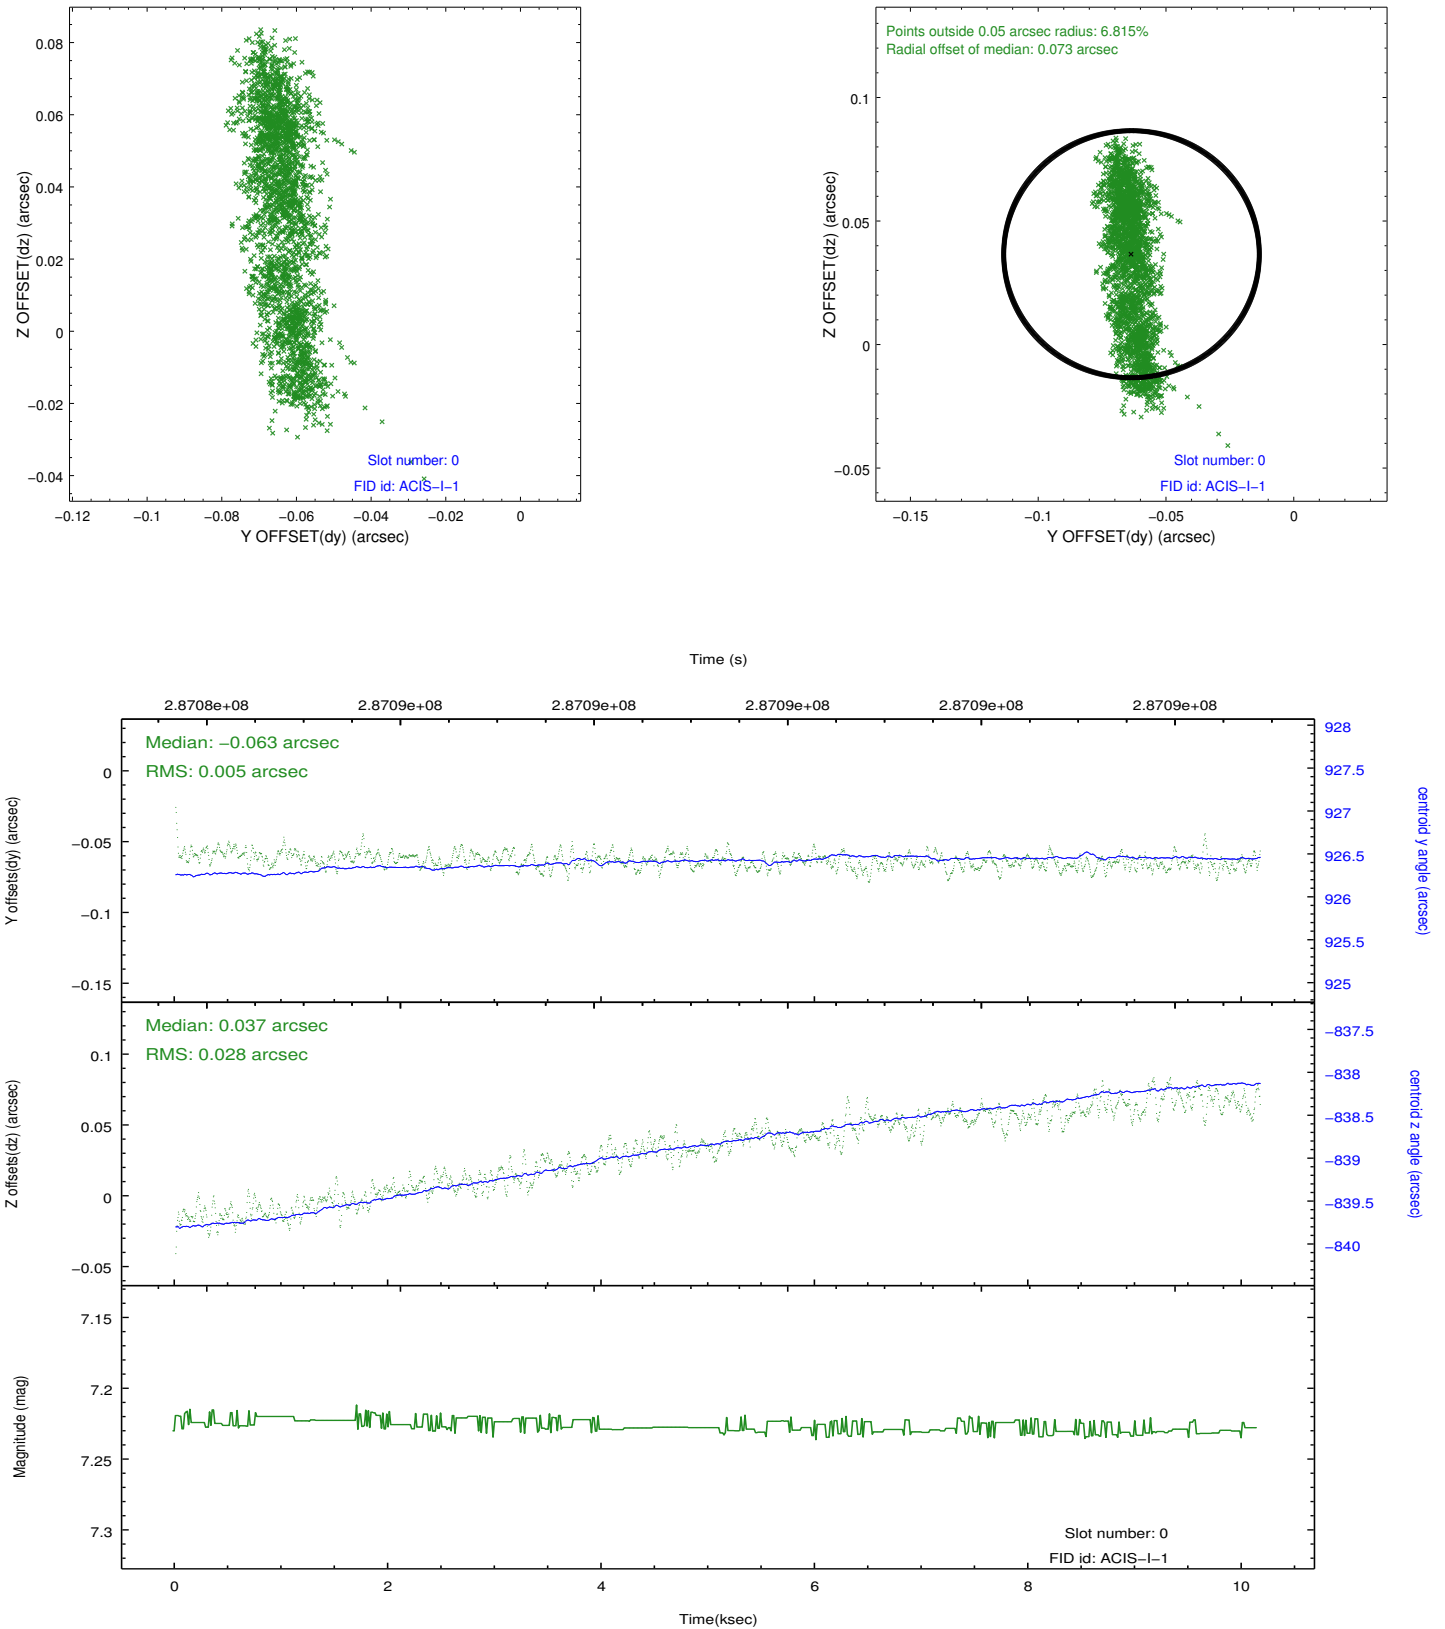 0.08
0.06
0.04
0.02
0
−0.02
−0.04
Z OFFSET(dz) (arcsec)
−0.12 −0.1 −0.08 −0.06 −0.04 −0.02 0
Y OFFSET(dy) (arcsec)
Slot number: 0
FID id: ACIS−I−1
Points outside 0.05 arcsec radius: 6.815%
Radial offset of median: 0.073 arcsec
0.1
0.05
0
−0.05
Z OFFSET(dz) (arcsec)
−0.15 −0.1 −0.05 0
Y OFFSET(dy) (arcsec)
Slot number: 0
FID id: ACIS−I−1
Time (s)
2.8708e+08 2.8709e+08 2.8709e+08 2.8709e+08 2.8709e+08 2.8709e+08
Median: −0.063 arcsec
RMS: 0.005 arcsec
0
−0.05
−0.1
−0.15
Y offsets(dy) (arcsec)
928
927.5
927
926.5
926
925.5
925
centroid y angle (arcsec)
Median: 0.037 arcsec
RMS: 0.028 arcsec
0.1
0.05
0
−0.05
Z offsets(dz) (arcsec)
−837.5
−838
−838.5
−839
−839.5
−840
centroid z angle (arcsec)
7.15
7.2
7.25
7.3
Magnitude (mag)
Slot number: 0
FID id: ACIS−I−1
0 2 4 6 8 10
Time(ksec)